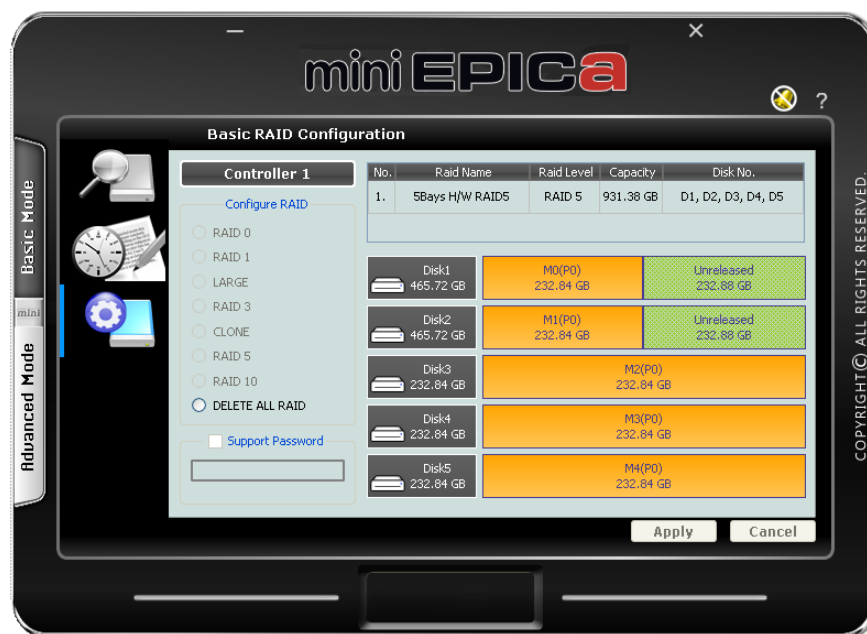 mini EPICa
?
Basic RAID Configuration
Basic Mode
mini
Advanced Mode
Controller 1
Configure RAID
RAID 0
RAID 1
LARGE
RAID 3
CLONE
RAID 5
RAID 10
DELETE ALL RAID
Support Password
No. Raid Name Raid Level Capacity Disk No.
1. 5Bays H/W RAID5 RAID 5 931.38 GB D1, D2, D3, D4, D5
Disk1 M0(P0) Unreleased
465.72 GB 232.84 GB 232.88 GB
Disk2 M1(P0) Unreleased
465.72 GB 232.84 GB 232.88 GB
Disk3 M2(P0)
232.84 GB 232.84 GB
Disk4 M3(P0)
232.84 GB 232.84 GB
Disk5 M4(P0)
232.84 GB 232.84 GB
Apply Cancel
COPYRIGHT© ALL RIGHTS RESERVED.